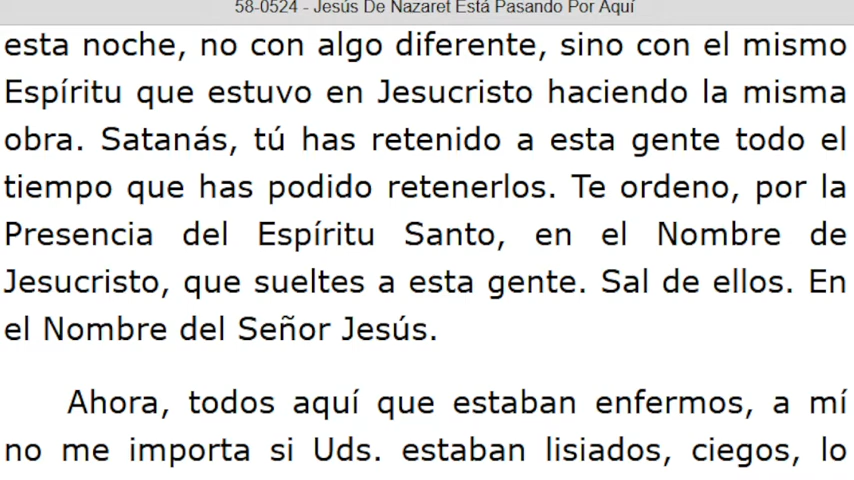 58-0524 - Jesús De Nazaret Está Pasando Por Aquí
esta noche, no con algo diferente, sino con el mismo
Espíritu que estuvo en Jesucristo haciendo la misma
obra. Satanás, tú has retenido a esta gente todo el
tiempo que has podido retenerlos. Te ordeno, por la
Presencia del Espíritu Santo, en el Nombre de
Jesucristo, que sueltes a esta gente. Sal de ellos. En
el Nombre del Señor Jesús.
Ahora, todos aquí que estaban enfermos, a mí
no me importa si Uds. estaban lisiados, ciegos, lo